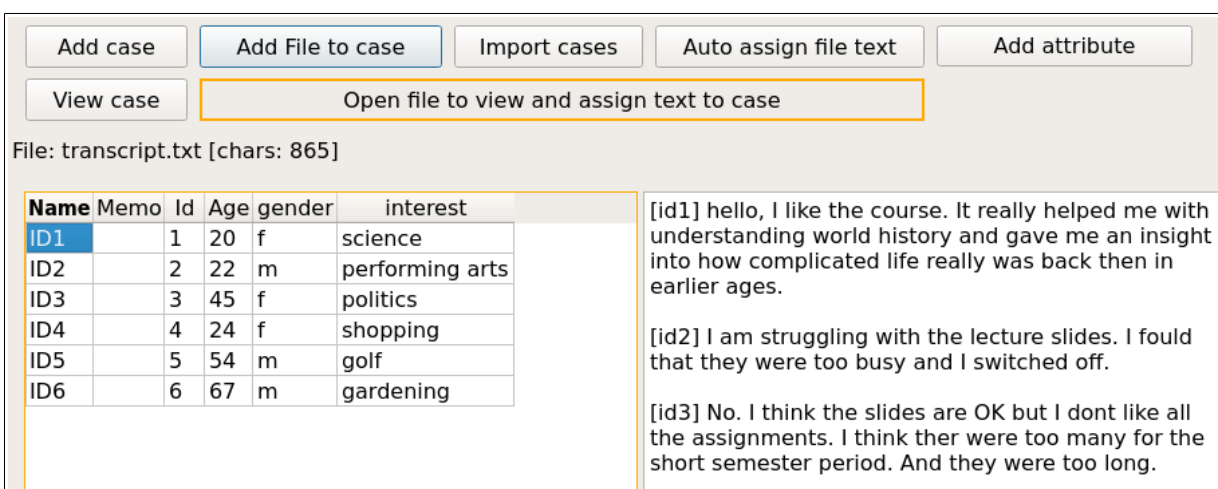 Add case Add File to case Import cases Auto assign file text Add attribute
View case Open file to view and assign text to case
File: transcript.txt [chars: 865]
Name Memo Id Age gender interest
ID1 1 20 f science
ID2 2 22 m performing arts
ID3 3 45 f politics
ID4 4 24 f shopping
ID5 5 54 m golf
ID6 6 67 m gardening
[id1] hello, I like the course. It really helped me with
understanding world history and gave me an insight
into how complicated life really was back then in
earlier ages.
[id2] I am struggling with the lecture slides. I fould
that they were too busy and I switched off.
[id3] No. I think the slides are OK but I dont like all
the assignments. I think ther were too many for the
short semester period. And they were too long.